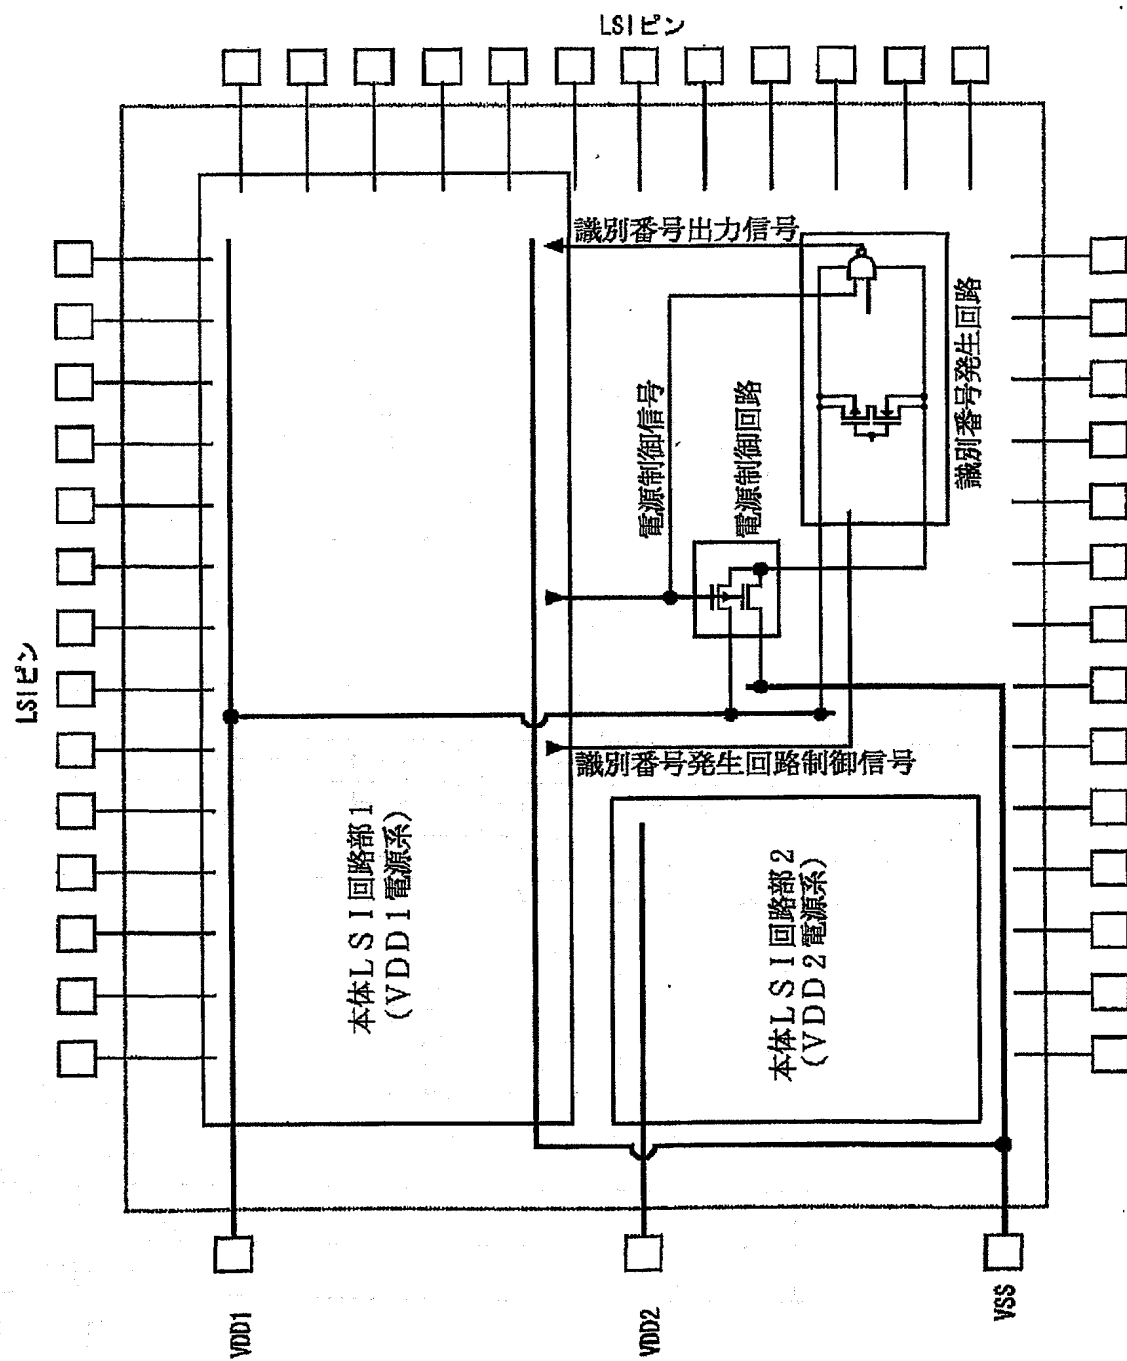 LSIピン
識別番号出力信号
識別番号発生回路
電源制御信号
電源制御回路
LSIピン
識別番号発生回路制御信号
本体LSI回路部1
(VDD1電源系)
本体LSI回路部2
(VDD2電源系)
VDD1
VDD2
VSS